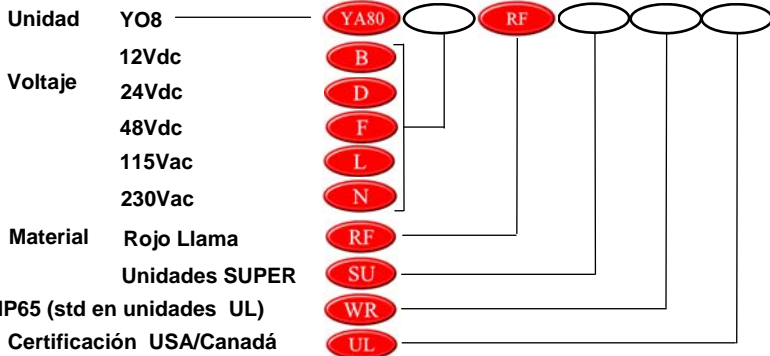 Unidad YO8 YA80 RF
12Vdc B
Voltaje 24Vdc D
48Vdc F
115Vac L
230Vac N
Material Rojo Llama RF
Unidades SUPER SU
IP65 (std en unidades UL) WR
Certificación USA/Canadá UL